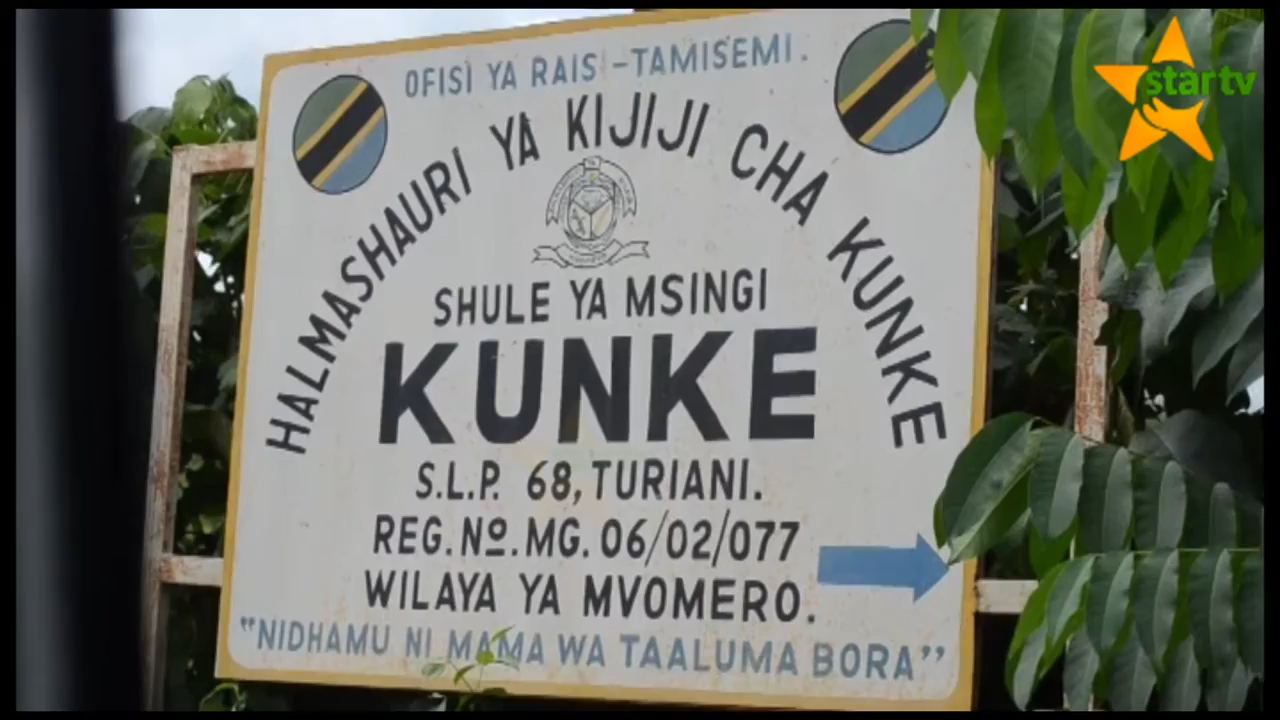 OFISI YA RAIS -TAMISEMI.
HALMASHAURI YA KIJIJI CHA KUNKE
SHULE YA MSINGI
KUNKE
S.L.P. 68, TURIANI.
REG. No. MG. 06/02/077
WILAYA YA MVOMERO.
"NIDHAMU NI MAMA WA TAALUMA BORA"
startv